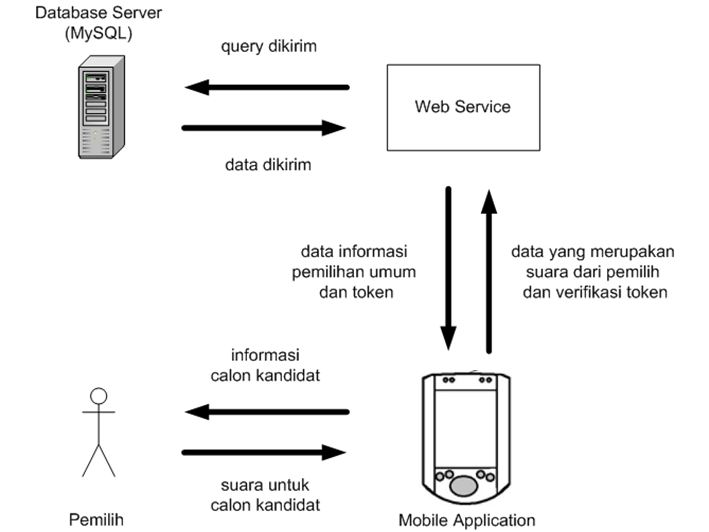 Database Server
(MySQL)
query dikirim
Web Service
data dikirim
data informasi
pemilihan umum
dan token
data yang merupakan
suara dari pemilih
dan verifikasi token
informasi
calon kandidat
suara untuk
calon kandidat
Pemilih
Mobile Application